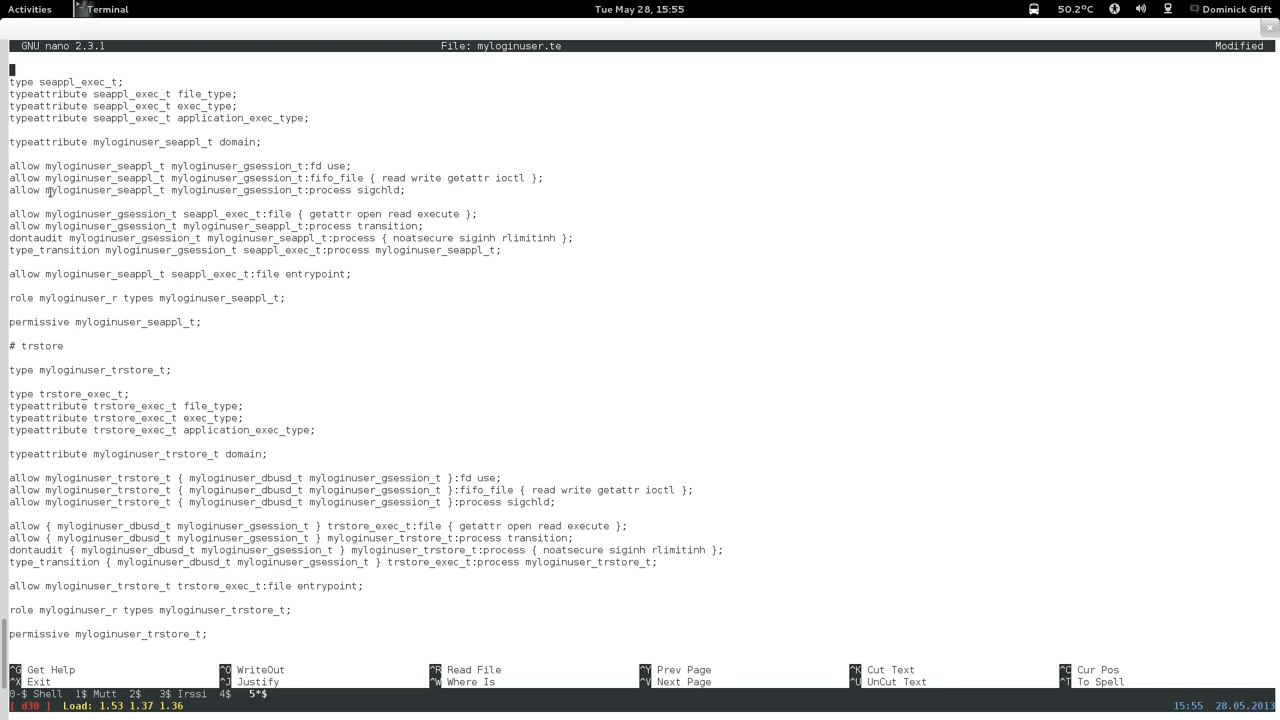 Activities Terminal Tue May 28, 15:55 50.2°C Dominick Grift
GNU nano 2.3.1 File: myloginuser.te Modified
type seappl_exec_t;
typeattribute seappl_exec_t file_type;
typeattribute seappl_exec_t exec_type;
typeattribute seappl_exec_t application_exec_type;
typeattribute myloginuser_seappl_t domain;
allow myloginuser_seappl_t myloginuser_gsession_t:fd use;
allow myloginuser_seappl_t myloginuser_gsession_t:fifo_file { read write getattr ioctl };
allow myloginuser_seappl_t myloginuser_gsession_t:process sigchld;
allow myloginuser_gsession_t seappl_exec_t:file { getattr open read execute };
allow myloginuser_gsession_t myloginuser_seappl_t:process transition;
dontaudit myloginuser_gsession_t myloginuser_seappl_t:process { noatsecure siginh rlimitinh };
type_transition myloginuser_gsession_t seappl_exec_t:process myloginuser_seappl_t;
allow myloginuser_seappl_t seappl_exec_t:file entrypoint;
role myloginuser_r types myloginuser_seappl_t;
permissive myloginuser_seappl_t;
# trstore
type myloginuser_trstore_t;
type trstore_exec_t;
typeattribute trstore_exec_t file_type;
typeattribute trstore_exec_t exec_type;
typeattribute trstore_exec_t application_exec_type;
typeattribute myloginuser_trstore_t domain;
allow myloginuser_trstore_t { myloginuser_dbusd_t myloginuser_gsession_t }:fd use;
allow myloginuser_trstore_t { myloginuser_dbusd_t myloginuser_gsession_t }:fifo_file { read write getattr ioctl };
allow myloginuser_trstore_t { myloginuser_dbusd_t myloginuser_gsession_t }:process sigchld;
allow { myloginuser_dbusd_t myloginuser_gsession_t } trstore_exec_t:file { getattr open read execute };
allow { myloginuser_dbusd_t myloginuser_gsession_t } myloginuser_trstore_t:process transition;
dontaudit { myloginuser_dbusd_t myloginuser_gsession_t } myloginuser_trstore_t:process { noatsecure siginh rlimitinh };
type_transition { myloginuser_dbusd_t myloginuser_gsession_t } trstore_exec_t:process myloginuser_trstore_t;
allow myloginuser_trstore_t trstore_exec_t:file entrypoint;
role myloginuser_r types myloginuser_trstore_t;
permissive myloginuser_trstore_t;
^G Get Help ^O WriteOut ^R Read File ^Y Prev Page ^K Cut Text ^C Cur Pos
^X Exit ^J Justify ^W Where Is ^V Next Page ^U UnCut Text ^T To Spell
0-$ Shell 1$ Mutt 2$ 3$ Irssi 4$ 5*$
[ d30 ] Load: 1.53 1.37 1.36 15:55 28.05.2013